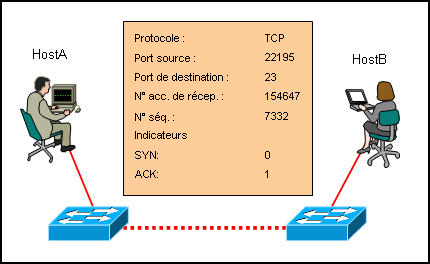 HostA
HostB
Protocole : TCP
Port source : 22195
Port de destination : 23
N° acc. de récep. : 154647
N° séq. : 7332
Indicateurs
SYN: 0
ACK: 1